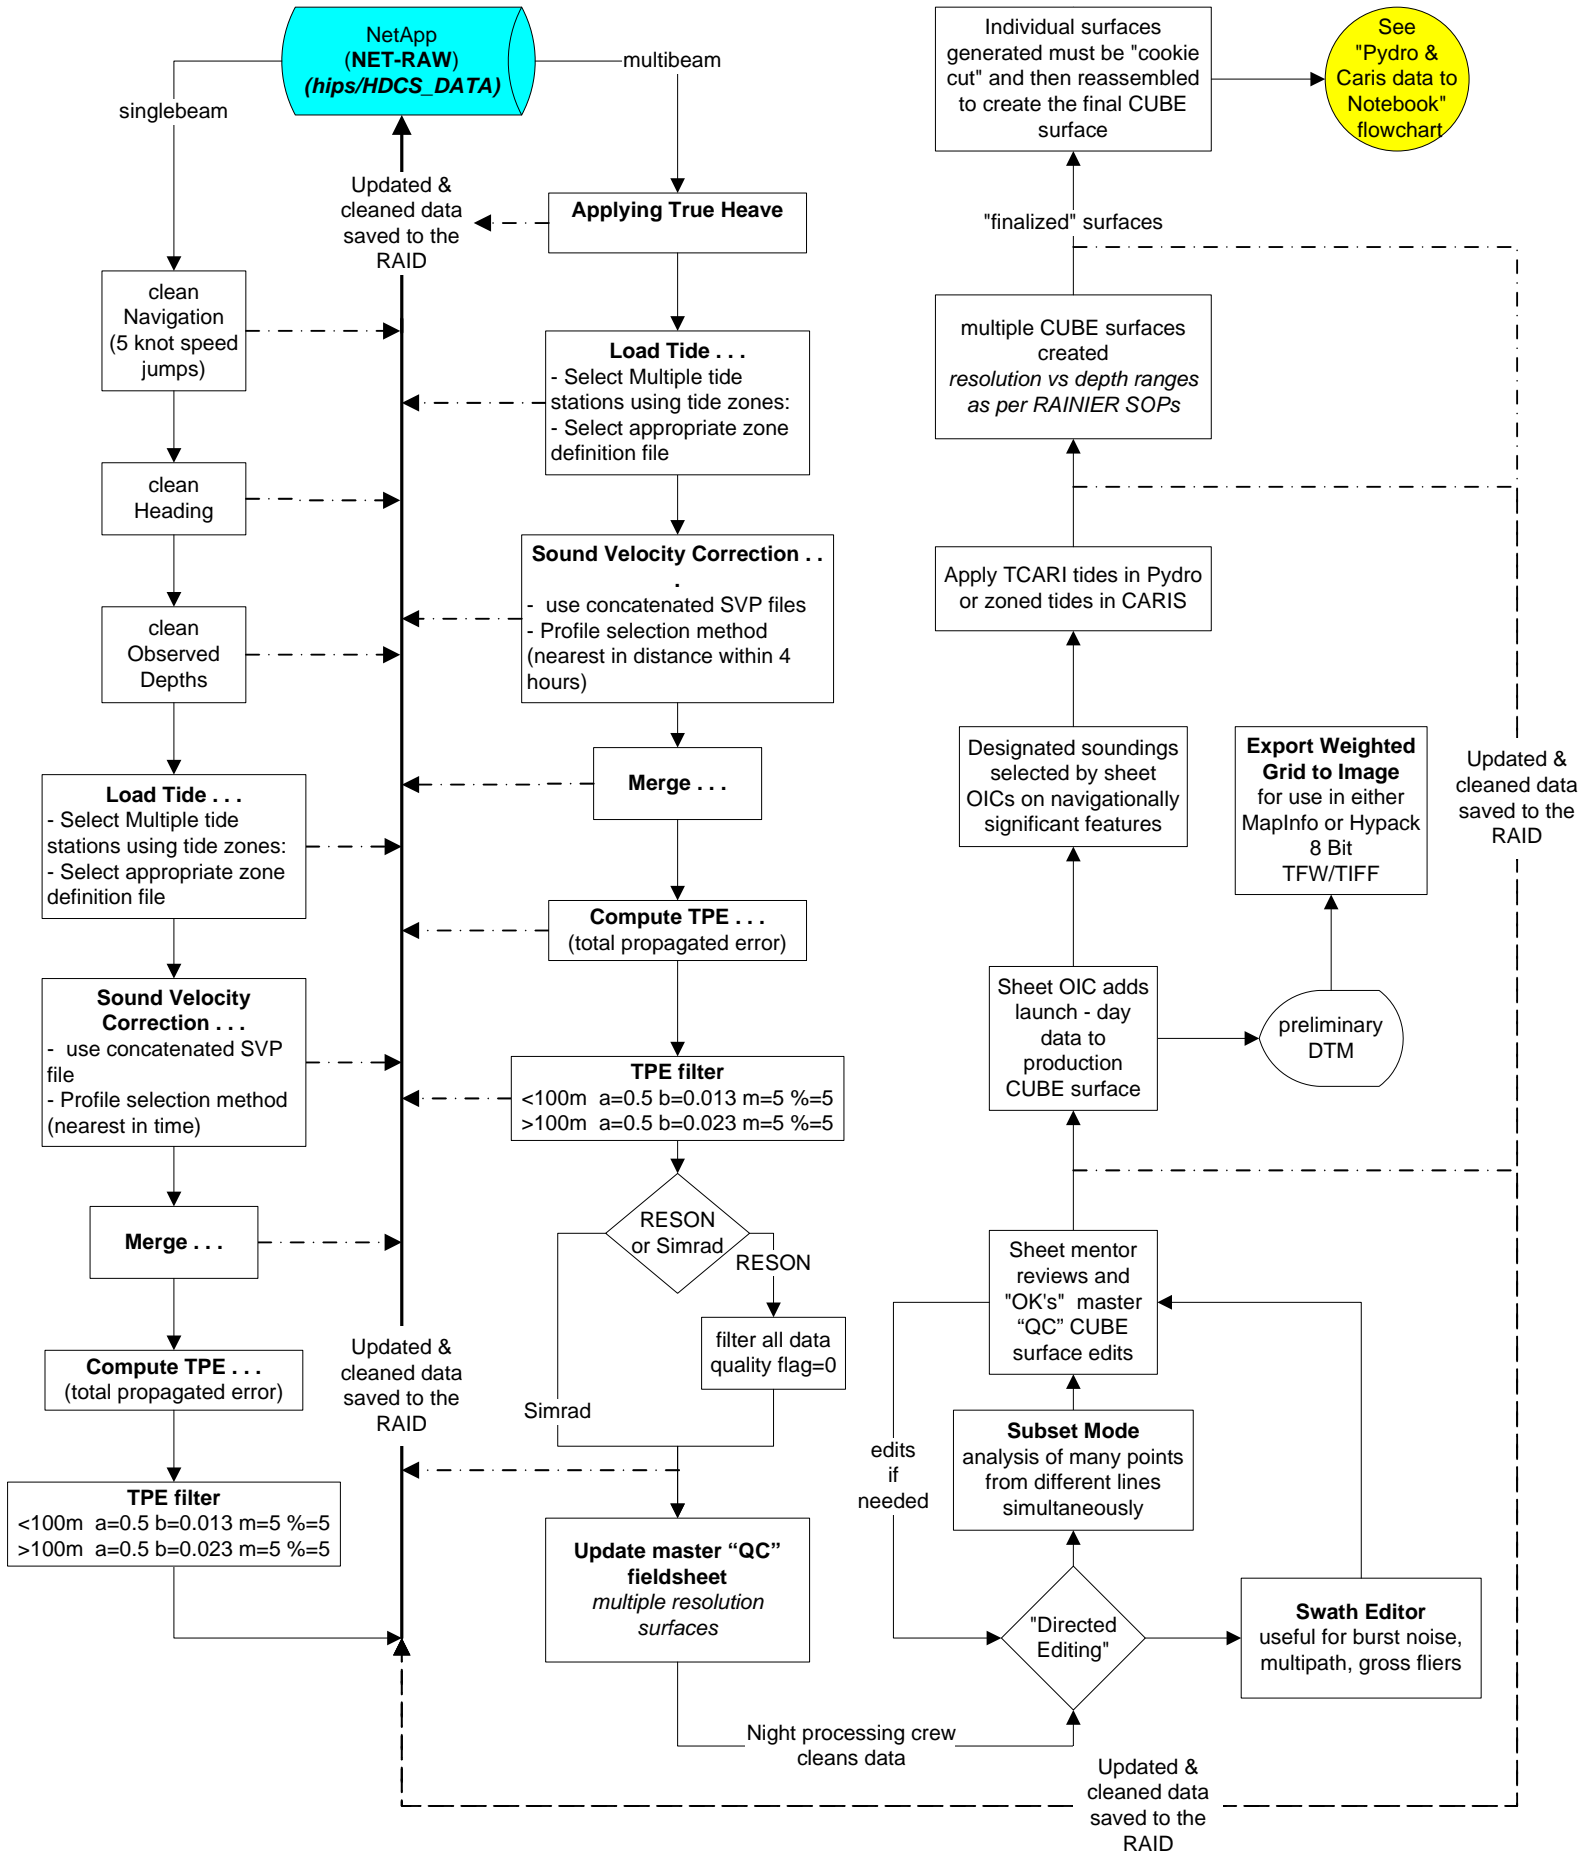 NetApp
(NET-RAW)
(hips/HDCS_DATA)
singlebeam
multibeam
clean
Navigation
(5 knot speed
jumps)
clean
Heading
clean
Observed
Depths
Load Tide . . .
- Select Multiple tide
stations using tide zones:
- Select appropriate zone
definition file
Sound Velocity
Correction . . .
- use concatenated SVP
file
- Profile selection method
(nearest in time)
Merge . . .
Compute TPE . . .
(total propagated error)
TPE filter
<100m a=0.5 b=0.013 m=5 %=5
>100m a=0.5 b=0.023 m=5 %=5
Updated &
cleaned data
saved to the
RAID
Updated &
cleaned data
saved to the
RAID
Applying True Heave
Load Tide . . .
- Select Multiple tide
stations using tide zones:
- Select appropriate zone
definition file
Sound Velocity Correction . .
.
- use concatenated SVP files
- Profile selection method
(nearest in distance within 4
hours)
Merge . . .
Compute TPE . . .
(total propagated error)
TPE filter
<100m a=0.5 b=0.013 m=5 %=5
>100m a=0.5 b=0.023 m=5 %=5
RESON
or Simrad
RESON
filter all data
quality flag=0
Simrad
Update master “QC”
fieldsheet
multiple resolution
surfaces
Night processing crew
cleans data
"Directed
Editing"
Swath Editor
useful for burst noise,
multipath, gross fliers
Subset Mode
analysis of many points
from different lines
simultaneously
edits
if
needed
Sheet mentor
reviews and
"OK's" master
“QC” CUBE
surface edits
Sheet OIC adds
launch - day
data to
production
CUBE surface
preliminary
DTM
Export Weighted
Grid to Image
for use in either
MapInfo or Hypack
8 Bit
TFW/TIFF
Designated soundings
selected by sheet
OICs on navigationally
significant features
Apply TCARI tides in Pydro
or zoned tides in CARIS
multiple CUBE surfaces
created
resolution vs depth ranges
as per RAINIER SOPs
"finalized" surfaces
Individual surfaces
generated must be "cookie
cut" and then reassembled
to create the final CUBE
surface
See
"Pydro &
Caris data to
Notebook"
flowchart
Updated &
cleaned data
saved to the
RAID
Updated &
cleaned data
saved to the
RAID